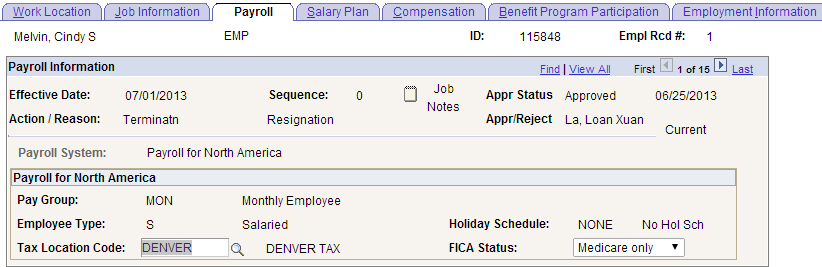 Work Location Job Information Payroll Salary Plan Compensation Benefit Program Participation Employment Information
Melvin, Cindy S EMP ID: 115848 Empl Rcd #: 1
Payroll Information Find | View All First 1 of 15 Last
Effective Date: 07/01/2013 Sequence: 0 Job Notes Appr Status Approved 06/25/2013
Action / Reason: Terminatn Resignation Appr/Reject La, Loan Xuan
Current
Payroll System: Payroll for North America
Payroll for North America
Pay Group: MON Monthly Employee
Employee Type: S Salaried Holiday Schedule: NONE No Hol Sch
Tax Location Code: DENVER DENVER TAX FICA Status: Medicare only